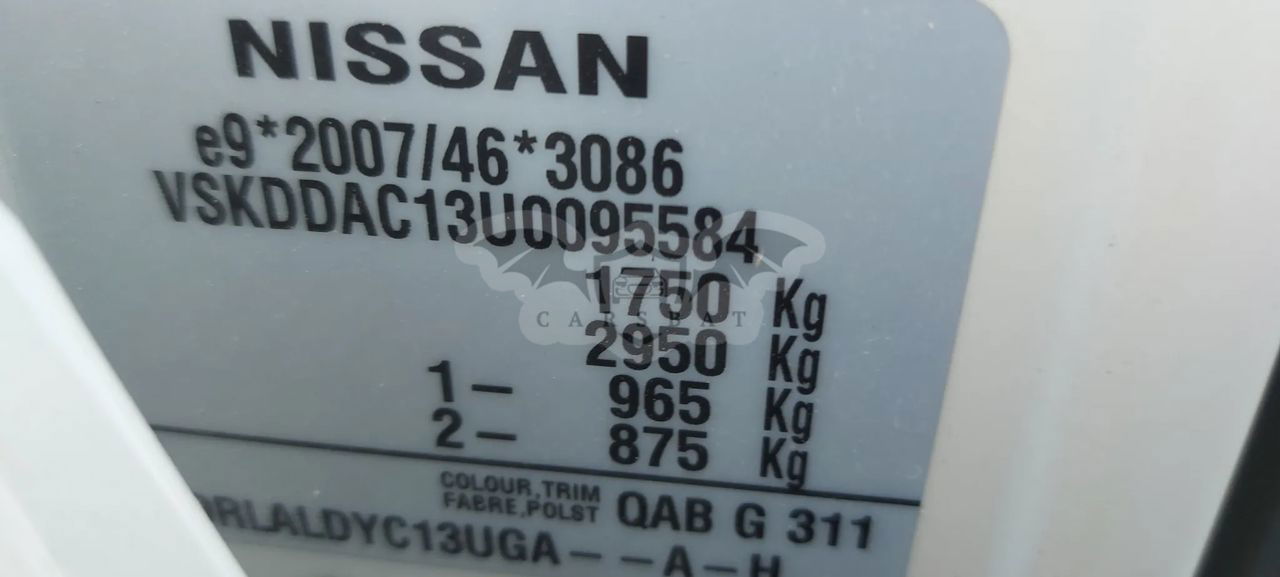 NISSAN
e9*2007/46*3086
VSKDDAC13U0095584
1750 Kg
CARSBAT
2950 Kg
1- 965 Kg
2- 875 Kg
COLOUR,TRIM
FABRE,POLST QAB G 311
RLALDYC13UGA--A-H